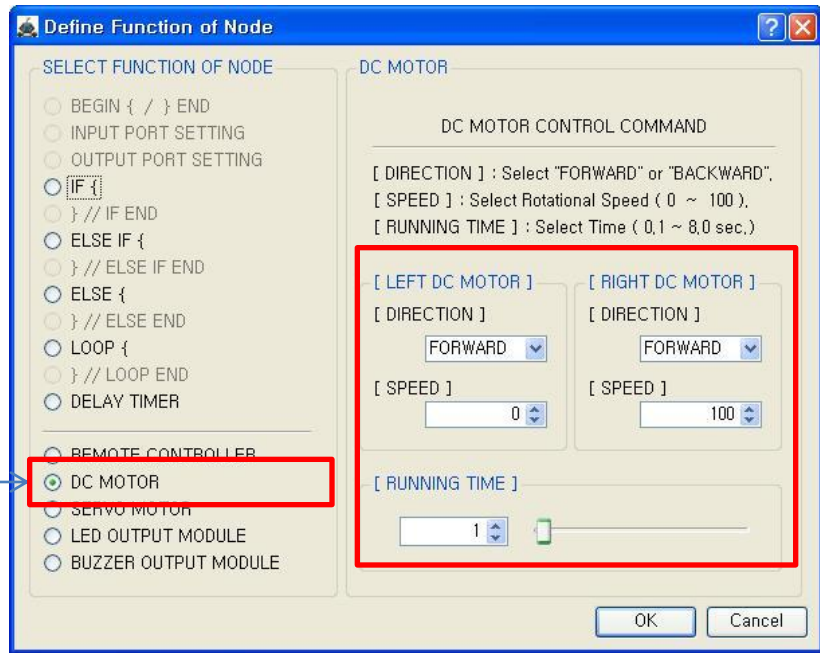 Define Function of Node
SELECT FUNCTION OF NODE
BEGIN { / } END
INPUT PORT SETTING
OUTPUT PORT SETTING
IF {
} // IF END
ELSE IF {
} // ELSE IF END
ELSE {
} // ELSE END
LOOP {
} // LOOP END
DELAY TIMER
REMOTE CONTROLLER
DC MOTOR
SERVO MOTOR
LED OUTPUT MODULE
BUZZER OUTPUT MODULE
DC MOTOR
DC MOTOR CONTROL COMMAND
[ DIRECTION ] : Select "FORWARD" or "BACKWARD",
[ SPEED ] : Select Rotational Speed ( 0 ~ 100 ),
[ RUNNING TIME ] : Select Time ( 0,1 ~ 8,0 sec,)
[ LEFT DC MOTOR ]
[ DIRECTION ]
FORWARD
[ SPEED ]
0
[ RIGHT DC MOTOR ]
[ DIRECTION ]
FORWARD
[ SPEED ]
100
[ RUNNING TIME ]
1
OK
Cancel